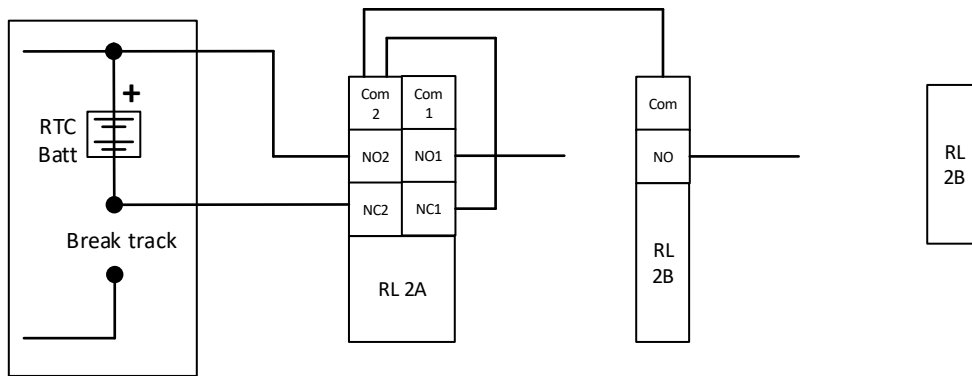 +
RTC
Batt
Break track
Com
2
Com
1
NO2
NO1
NC2
NC1
RL 2A
Com
NO
RL
2B
RL
2B